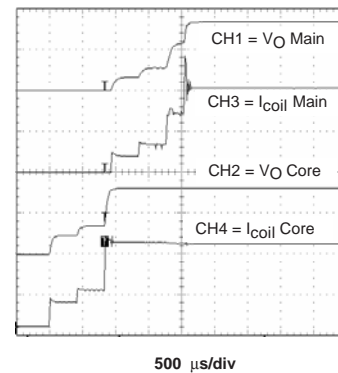 CH1 = VO Main
CH3 = Icoil Main
CH2 = VO Core
CH4 = Icoil Core
500 μs/div